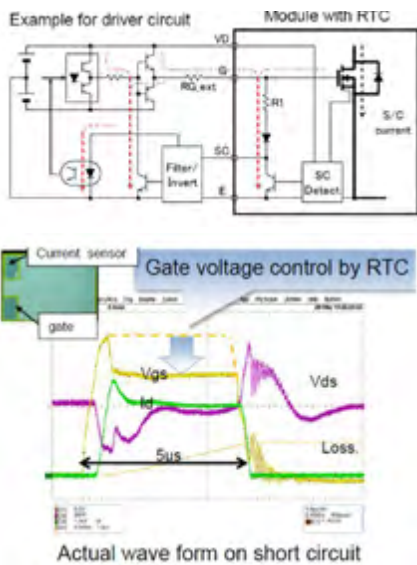 Example for driver circuit
Module with RTC
VD
G
RG_ext
R1
S/C
current
SC
Filter/
Invert
SC
Detect.
E
Current sensor
gate
Gate voltage control by RTC
Vgs
Id
Vds
Loss.
5µs
Actual wave form on short circuit